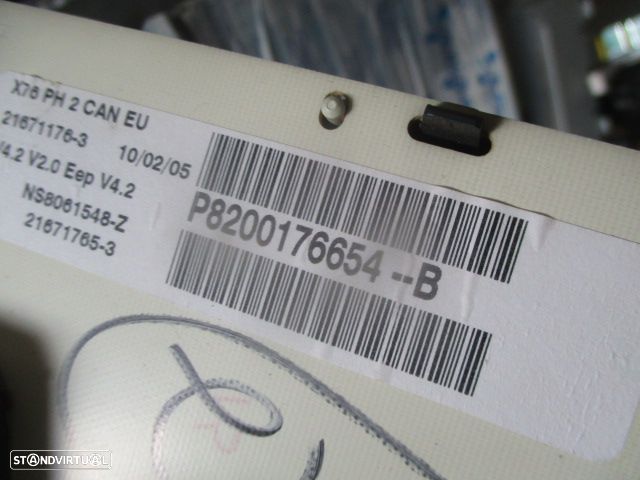 X76 PH 2 CAN EU
21671176-3 10/02/05
V4.2 V2.0 Eep V4.2
NS8061548-Z
21671765-3
P8200176654--B
STANDVIRTUAL